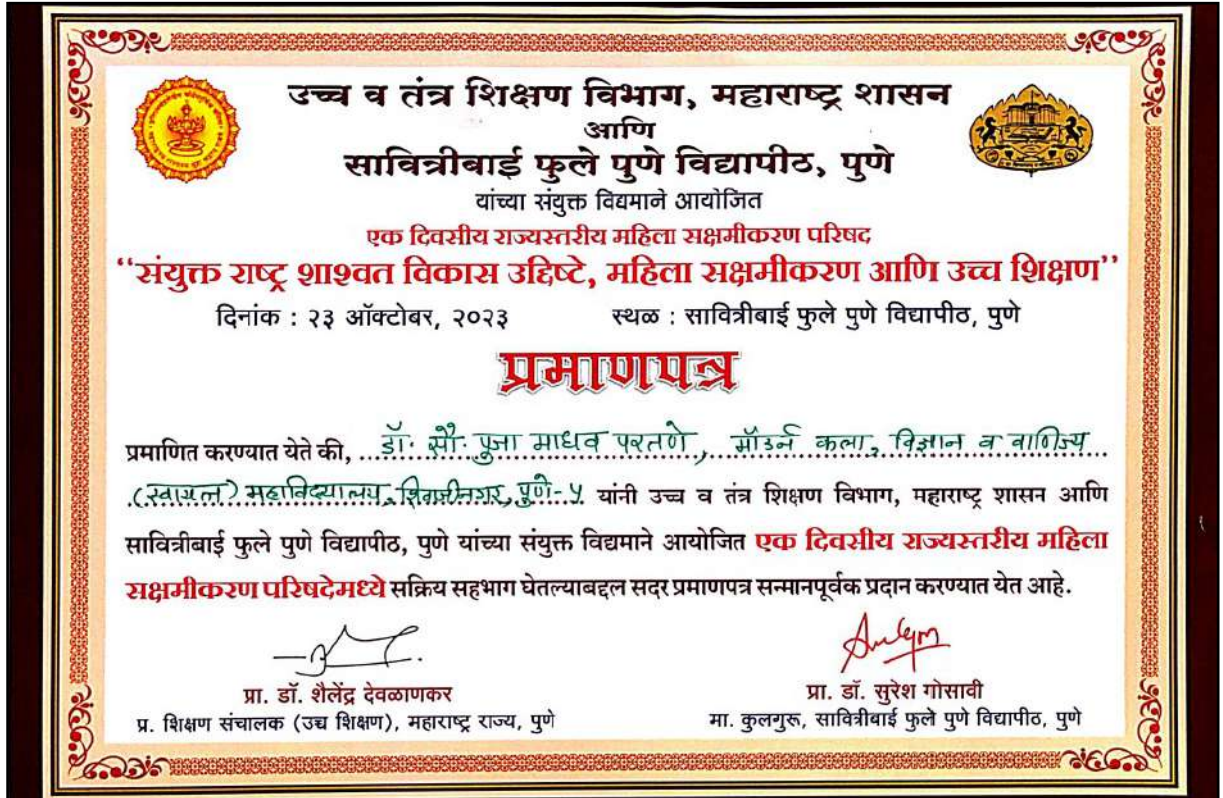 उच्च व तंत्र शिक्षण विभाग, महाराष्ट्र शासन
आणि
सावित्रीबाई फुले पुणे विद्यापीठ, पुणे
यांच्या संयुक्त विद्यमाने आयोजित
एक दिवसीय राज्यस्तरीय महिला सक्षमीकरण परिषद
“संयुक्त राष्ट्र शाश्वत विकास उद्दिष्टे, महिला सक्षमीकरण आणि उच्च शिक्षण”
दिनांक : २३ ऑक्टोबर, २०२३ स्थळ : सावित्रीबाई फुले पुणे विद्यापीठ, पुणे
प्रमाणपत्र
प्रमाणित करण्यात येते की, डॉ. सौ. पुजा माधव परतणे, मॉडर्न कला, विज्ञान व वाणिज्य
(स्वायत्त) महाविद्यालय, शिवाजीनगर, पुणे-५ यांनी उच्च व तंत्र शिक्षण विभाग, महाराष्ट्र शासन आणि
सावित्रीबाई फुले पुणे विद्यापीठ, पुणे यांच्या संयुक्त विद्यमाने आयोजित एक दिवसीय राज्यस्तरीय महिला
सक्षमीकरण परिषदेमध्ये सक्रिय सहभाग घेतल्याबद्दल सदर प्रमाणपत्र सन्मानपूर्वक प्रदान करण्यात येत आहे.
प्रा. डॉ. शैलेंद्र देवळाणकर
प्र. शिक्षण संचालक (उच्च शिक्षण), महाराष्ट्र राज्य, पुणे
प्रा. डॉ. सुरेश गोसावी
मा. कुलगुरू, सावित्रीबाई फुले पुणे विद्यापीठ, पुणे